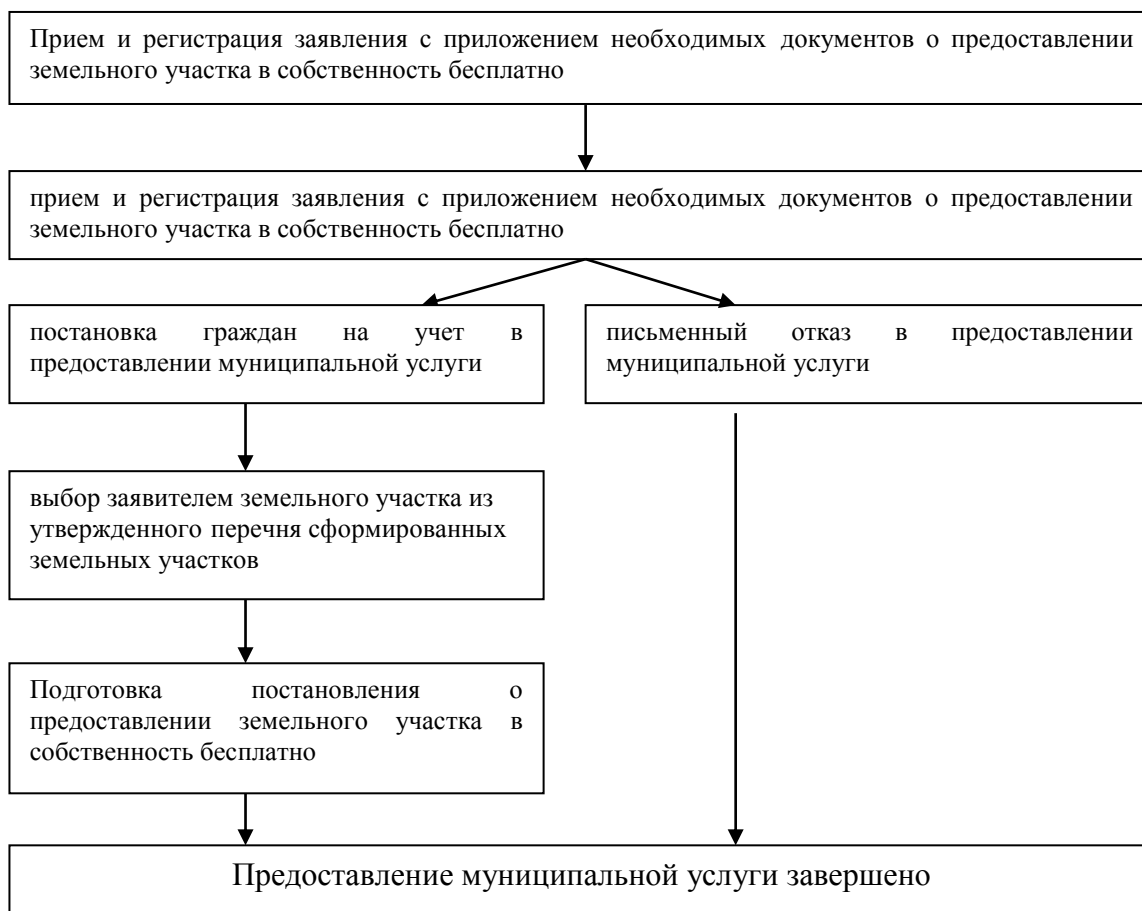 Прием и регистрация заявления с приложением необходимых документов о предоставлении
земельного участка в собственность бесплатно
прием и регистрация заявления с приложением необходимых документов о предоставлении
земельного участка в собственность бесплатно
постановка граждан на учет в
предоставлении муниципальной услуги
письменный отказ в предоставлении
муниципальной услуги
выбор заявителем земельного участка из
утвержденного перечня сформированных
земельных участков
Подготовка постановления о
предоставлении земельного участка в
собственность бесплатно
Предоставление муниципальной услуги завершено